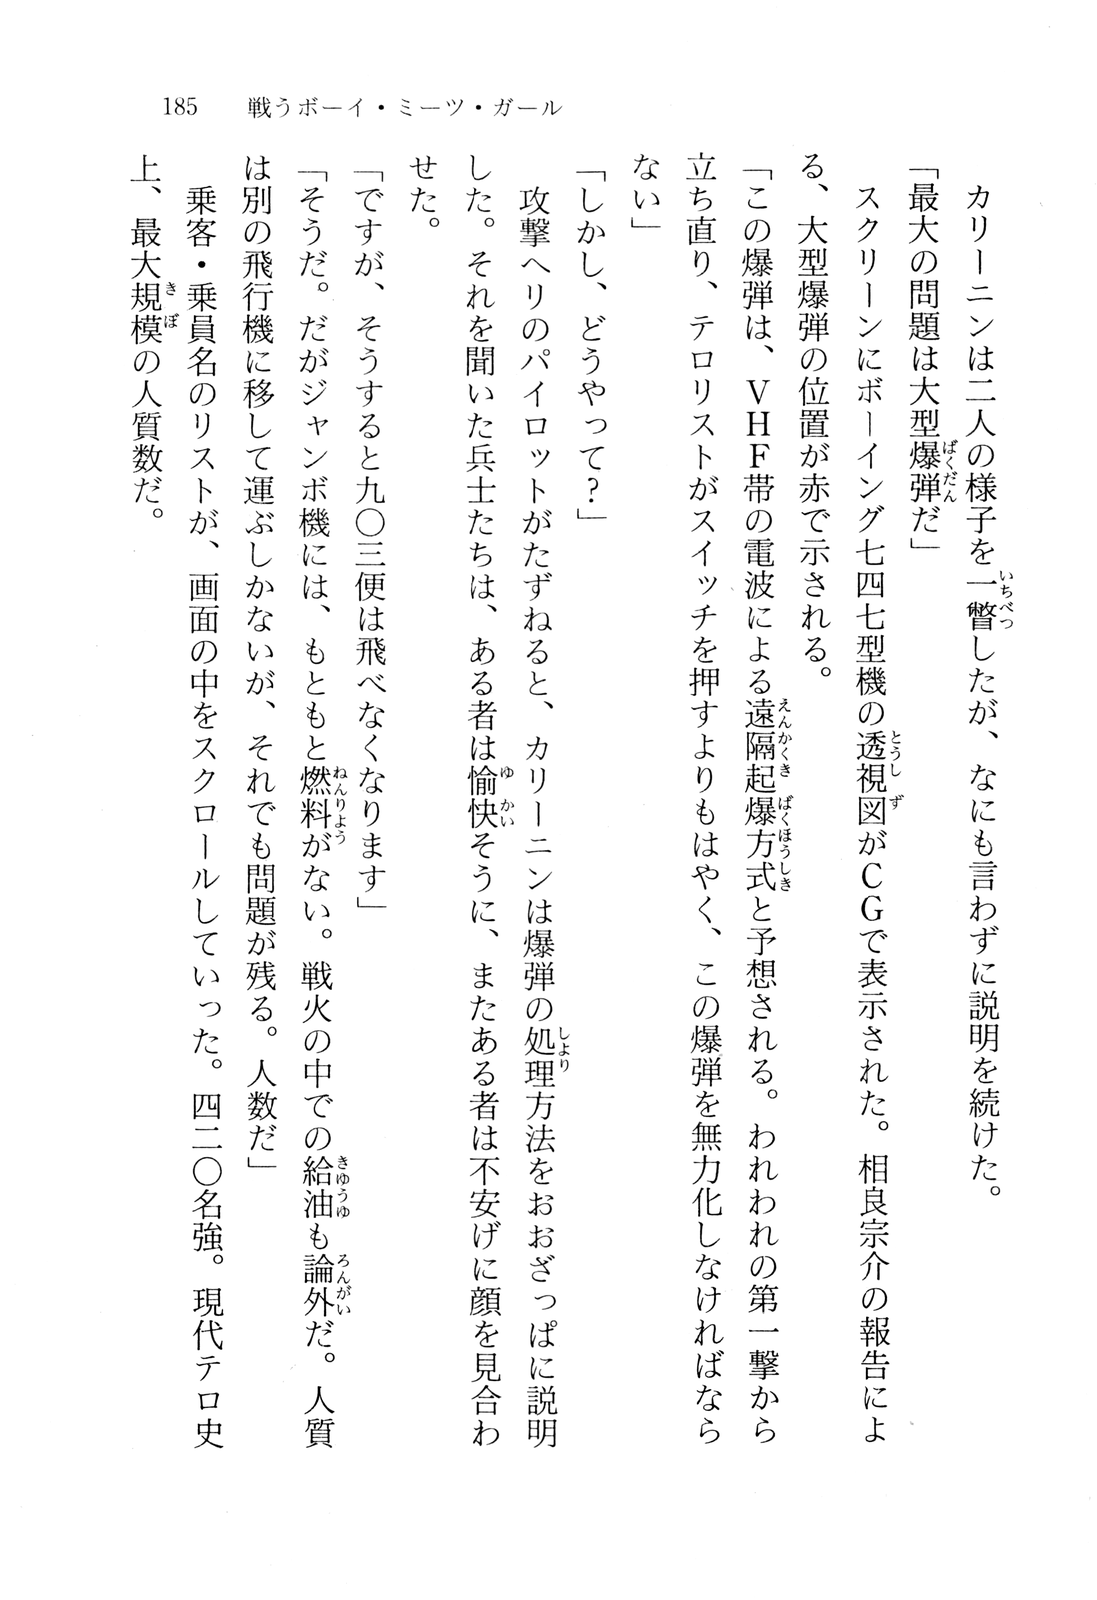 185 戦うボーイ・ミーツ・ガール
カリーニンは二人の様子を一瞥したが、なにも言わずに説明を続けた。
「最大の問題は大型爆弾だ」
スクリーンにボーイング七四七型機の透視図がＣＧで表示された。相良宗介の報告によ
る、大型爆弾の位置が赤で示される。
「この爆弾は、ＶＨＦ帯の電波による遠隔起爆方式と予想される。われわれの第一撃から
立ち直り、テロリストがスイッチを押すよりもはやく、この爆弾を無力化しなければなら
ない」
「しかし、どうやって？」
攻撃ヘリのパイロットがたずねると、カリーニンは爆弾の処理方法をおおざっぱに説明
した。それを聞いた兵士たちは、ある者は愉快そうに、またある者は不安げに顔を見合わ
せた。
「ですが、そうすると九〇三便は飛べなくなります」
「そうだ。だがジャンボ機には、もともと燃料がない。戦火の中での給油も論外だ。人質
は別の飛行機に移して運ぶしかないが、それでも問題が残る。人数だ」
乗客・乗員名のリストが、画面の中をスクロールしていった。四二〇名強。現代テロ史
上、最大規模の人質数だ。